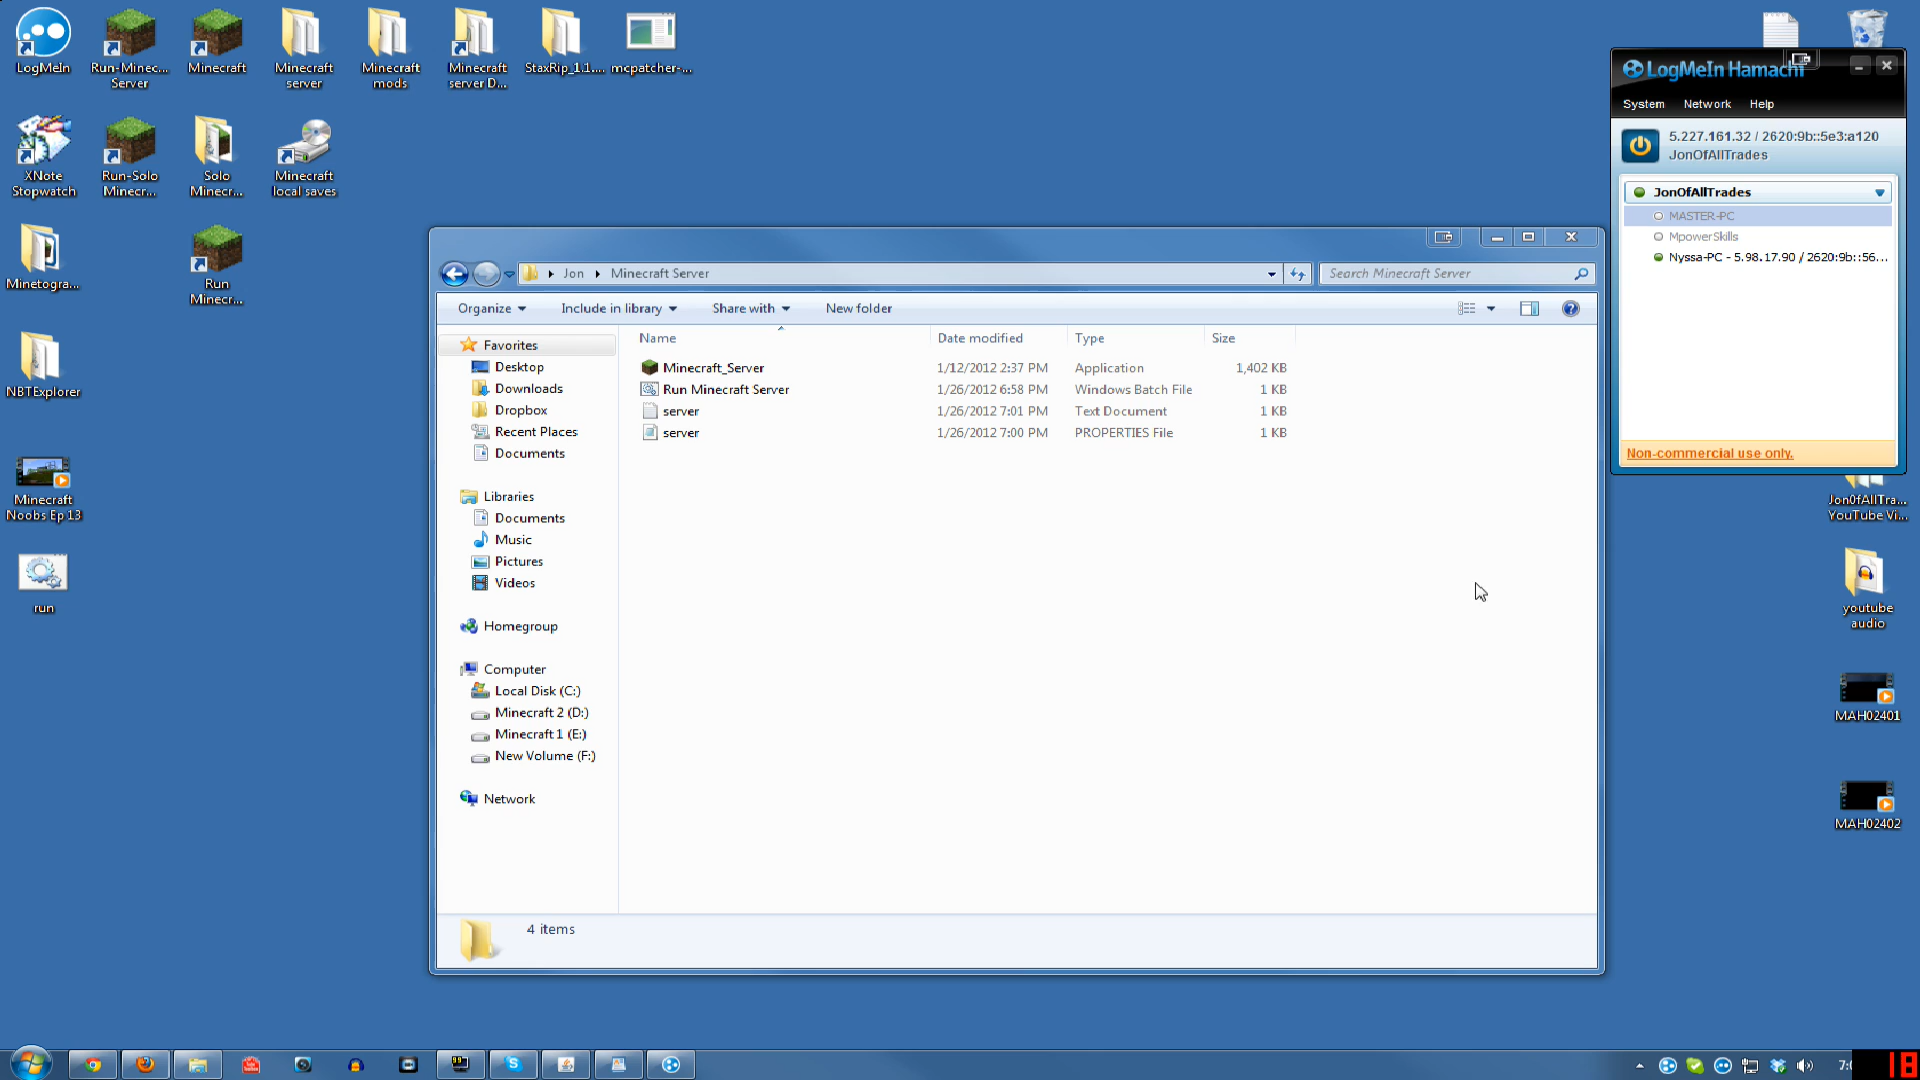 LogMeIn
Run-Minec...
Server
Minecraft
Minecraft
server
Minecraft
mods
Minecraft
server D...
StaxRip_1.1....
mcpatcher-...
XNote
Stopwatch
Run-Solo
Minecr...
Solo
Minecr...
Minecraft
local saves
Minetogra...
Run
Minecr...
NBTExplorer
Minecraft
Noobs Ep 13
run
Jon
Minecraft Server
Search Minecraft Server
Organize
Include in library
Share with
New folder
Name
Date modified
Type
Size
Minecraft_Server
1/12/2012 2:37 PM
Application
1,402 KB
Run Minecraft Server
1/26/2012 6:58 PM
Windows Batch File
1 KB
server
1/26/2012 7:01 PM
Text Document
1 KB
server
1/26/2012 7:00 PM
PROPERTIES File
1 KB
Favorites
Desktop
Downloads
Dropbox
Recent Places
Documents
Libraries
Documents
Music
Pictures
Videos
Homegroup
Computer
Local Disk (C:)
Minecraft 2 (D:)
Minecraft 1 (E:)
New Volume (F:)
Network
4 items
LogMeIn Hamachi
System
Network
Help
5.227.161.32 / 2620:9b::5e3:a120
JonOfAllTrades
JonOfAllTrades
MASTER-PC
MpowerSkills
Nyssa-PC - 5.98.17.90 / 2620:9b::56...
Non-commercial use only.
JonOfAllTra...
YouTube Vi...
youtube
audio
MAH02401
MAH02402
99
18